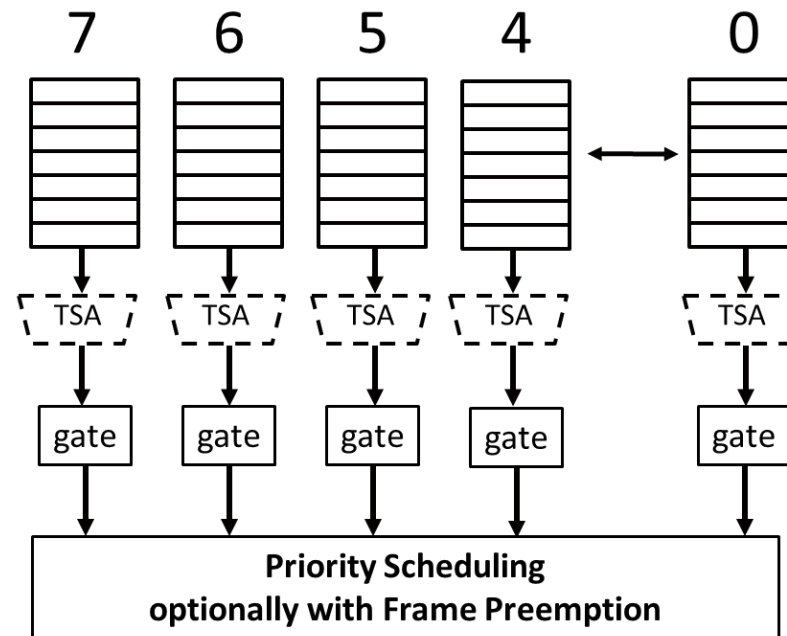 7 6 5 4 0
TSA TSA TSA TSA TSA
gate gate gate gate gate
Priority Scheduling
optionally with Frame Preemption